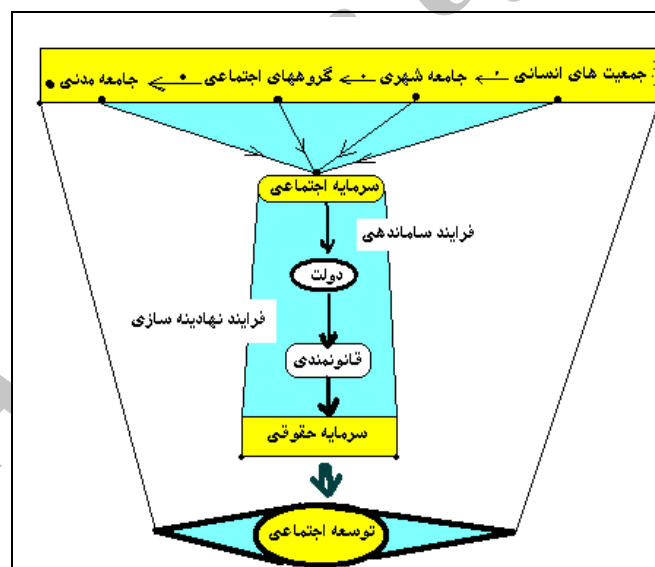 جمعیت های انسانی جامعه شهری گروههای اجتماعی جامعه مدنی
سرمایه اجتماعی
فرایند ساماندهی
دولت
فرایند نهادینه سازی
قانونمندی
سرمایه حقوقی
توسعه اجتماعی